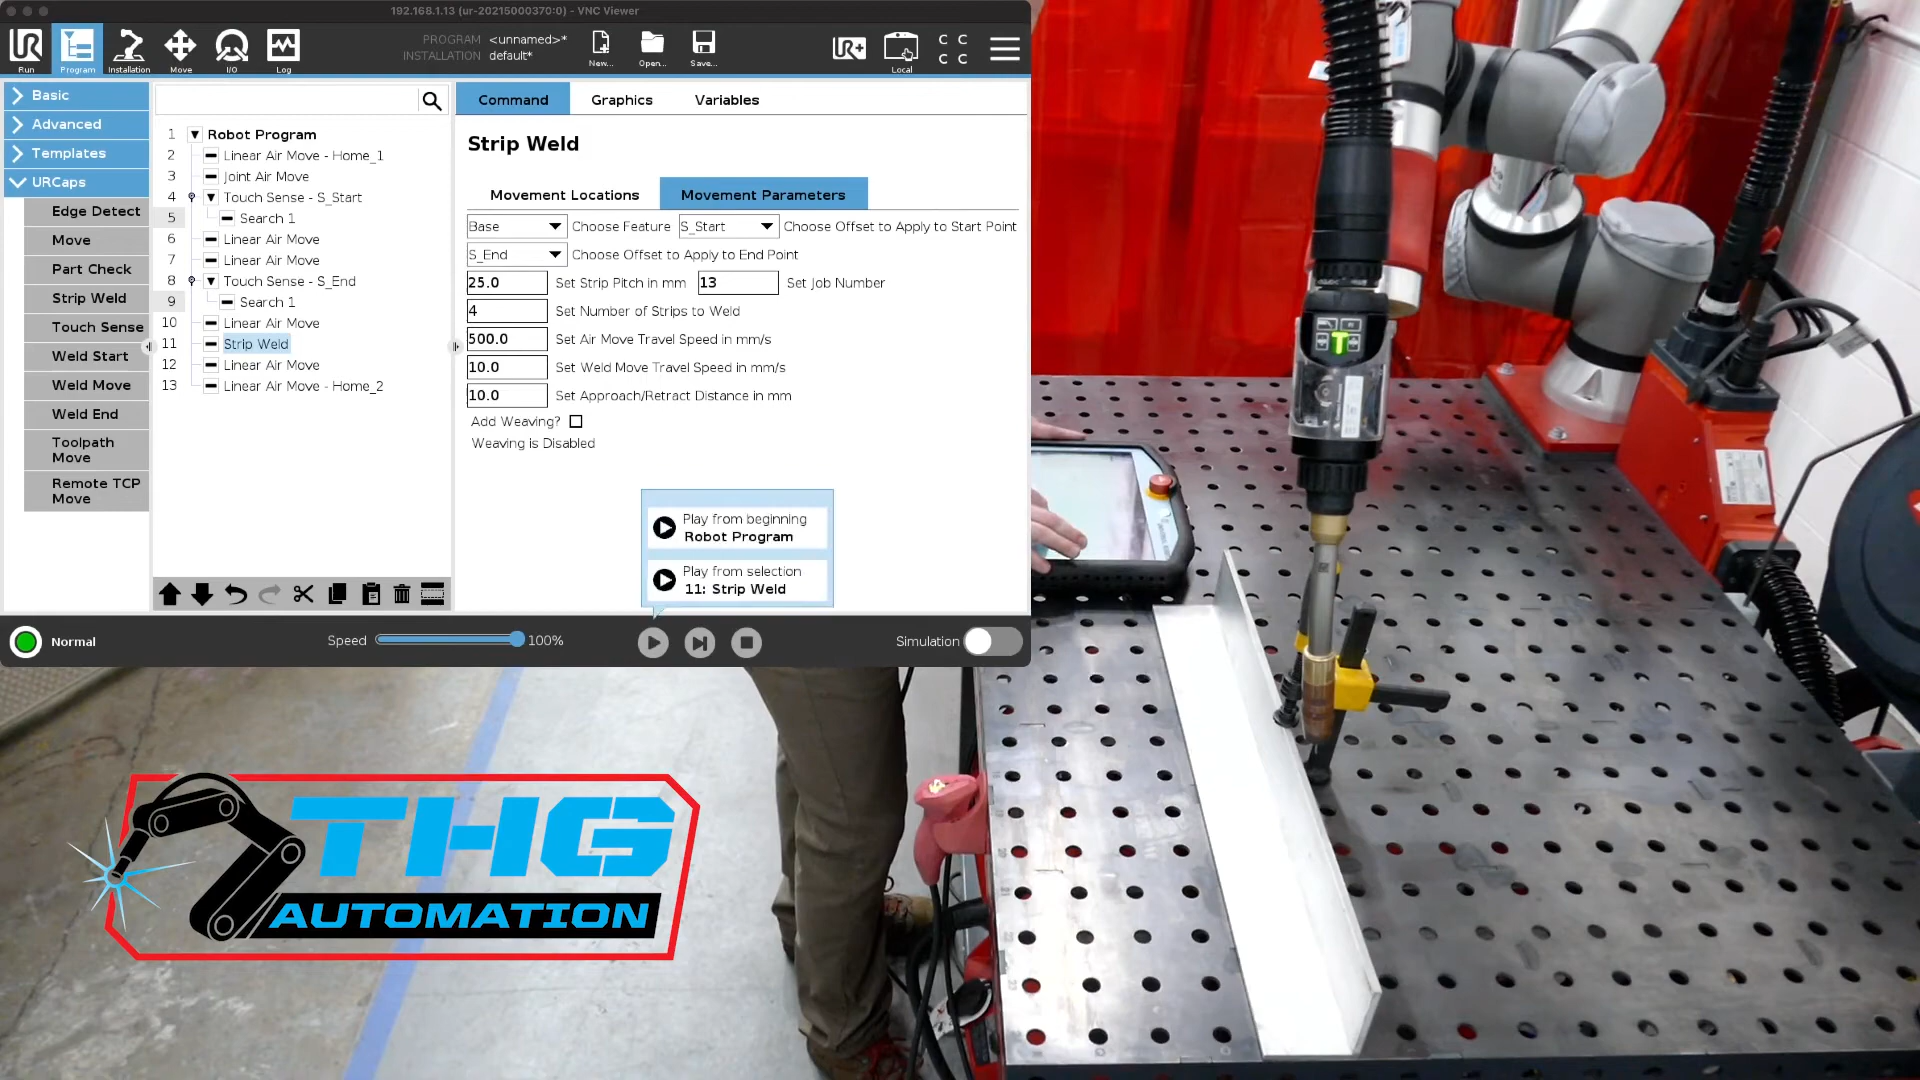 192.168.1.13 (ur-20215000370:0) - VNC Viewer
Run
Program
Installation
Move
I/O
Log
PROGRAM <unnamed>*
INSTALLATION default*
New...
Open...
Save...
UR+
Local
C C
C C
Basic
Advanced
Templates
URCaps
Edge Detect
Move
Part Check
Strip Weld
Touch Sense
Weld Start
Weld Move
Weld End
Toolpath
Move
Remote TCP
Move
1 Robot Program
2 Linear Air Move - Home_1
3 Joint Air Move
4 Touch Sense - S_Start
5 Search 1
6 Linear Air Move
7 Linear Air Move
8 Touch Sense - S_End
9 Search 1
10 Linear Air Move
11 Strip Weld
12 Linear Air Move
13 Linear Air Move - Home_2
Command Graphics Variables
Strip Weld
Movement Locations Movement Parameters
Base Choose Feature S_Start Choose Offset to Apply to Start Point
S_End Choose Offset to Apply to End Point
25.0 Set Strip Pitch in mm 13 Set Job Number
4 Set Number of Strips to Weld
500.0 Set Air Move Travel Speed in mm/s
10.0 Set Weld Move Travel Speed in mm/s
10.0 Set Approach/Retract Distance in mm
Add Weaving?
Weaving is Disabled
Play from beginning
Robot Program
Play from selection
11: Strip Weld
Normal
Speed 100%
Simulation
THG
AUTOMATION